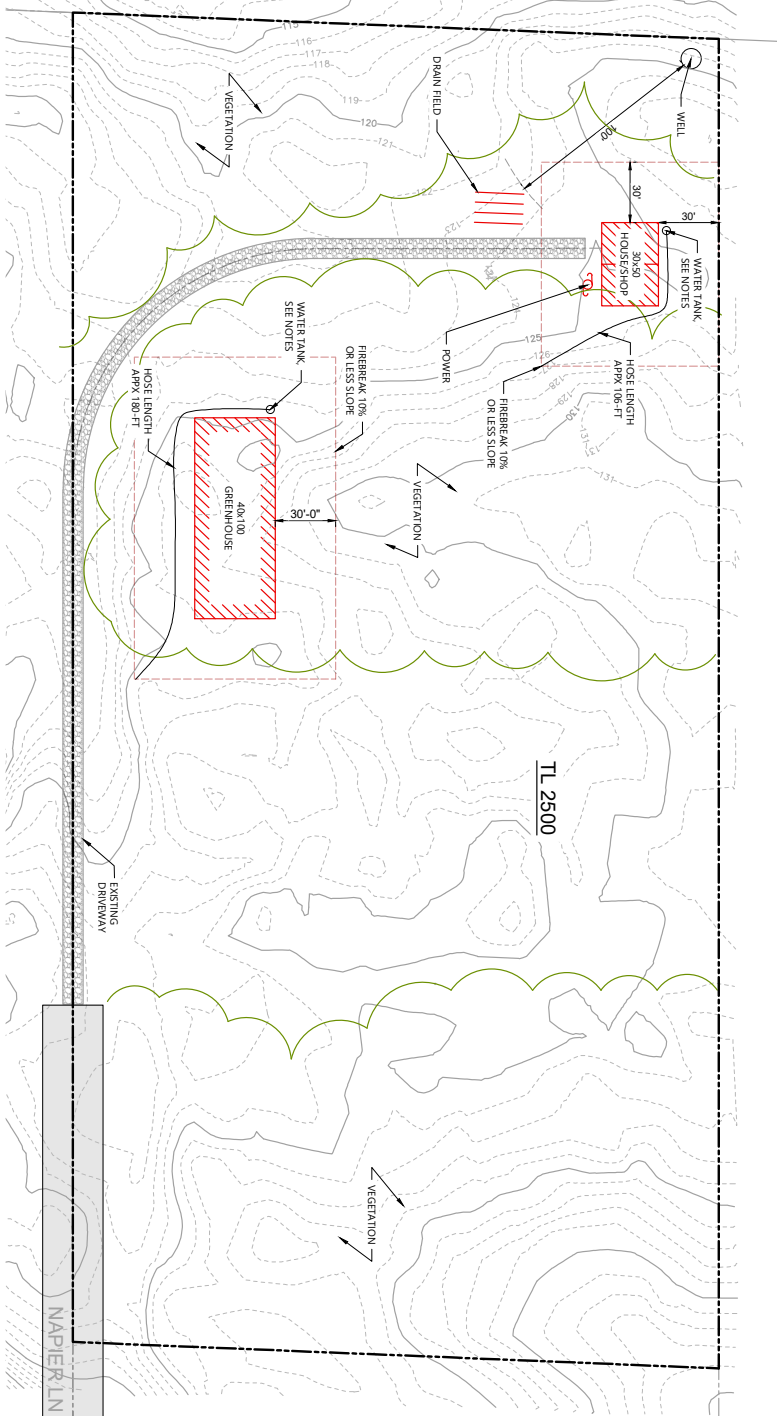 115
116
117
118
119
120
121
122
123
VEGETATION
DRAIN FIELD
WELL
100'
30'
30'
30x50
HOUSE/SHOP
WATER TANK,
SEE NOTES
POWER
124
125
126
128
129
130
131
131
FIREBREAK 10%
OR LESS SLOPE
HOSE LENGTH
APPX 106-FT
WATER TANK,
SEE NOTES
FIREBREAK 10%
OR LESS SLOPE
HOSE LENGTH
APPX 180-FT
40x100
GREENHOUSE
30'-0"
VEGETATION
TL 2500
EXISTING
DRIVEWAY
VEGETATION
NAPIER LN